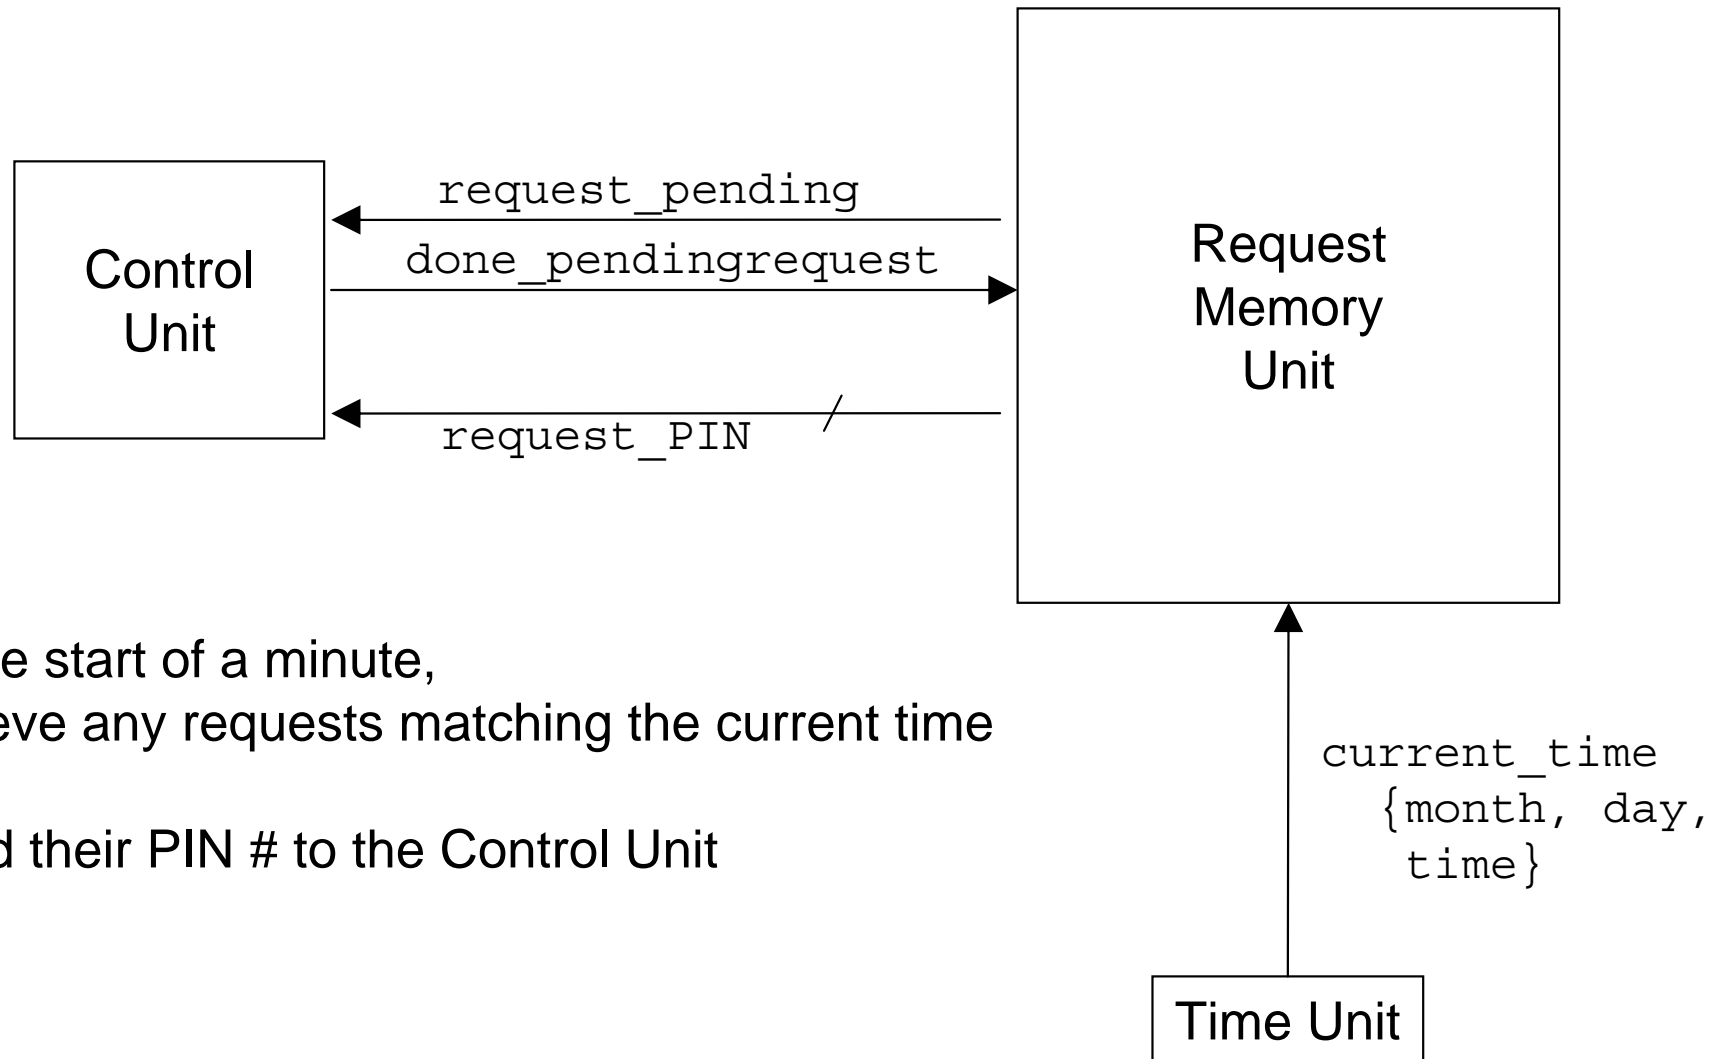 request_pending
Control
Unit
done_pendingrequest
request_PIN
Request
Memory
Unit
e start of a minute,
eve any requests matching the current time
d their PIN # to the Control Unit
current_time
{month, day,
time}
Time Unit